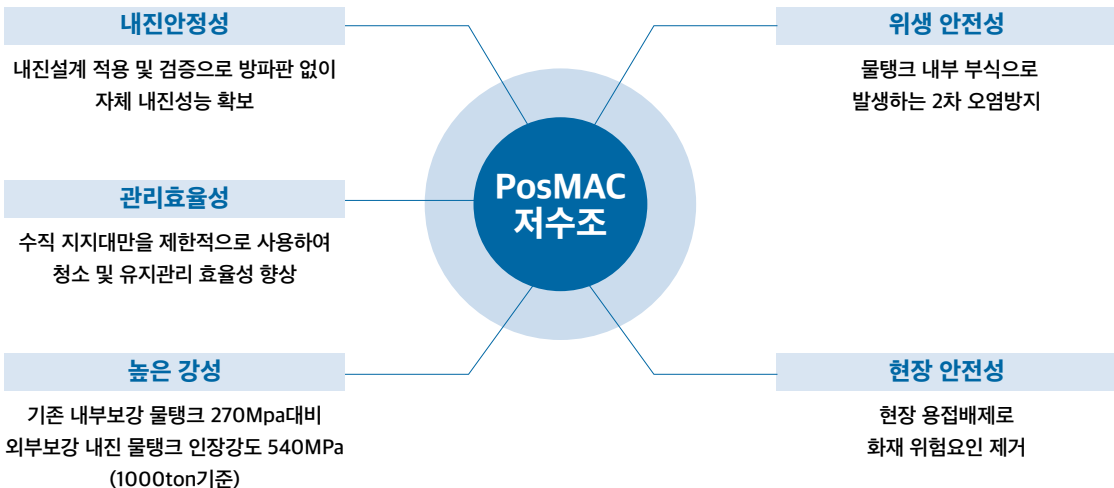 내진안정성
내진설계 적용 및 검증으로 방파판 없이
자체 내진성능 확보
관리효율성
수직 지지대만을 제한적으로 사용하여
청소 및 유지관리 효율성 향상
높은 강성
기존 내부보강 물탱크 270Mpa대비
외부보강 내진 물탱크 인장강도 540MPa
(1000ton기준)
PosMAC
저수조
위생 안전성
물탱크 내부 부식으로
발생하는 2차 오염방지
현장 안전성
현장 용접배제로
화재 위험요인 제거